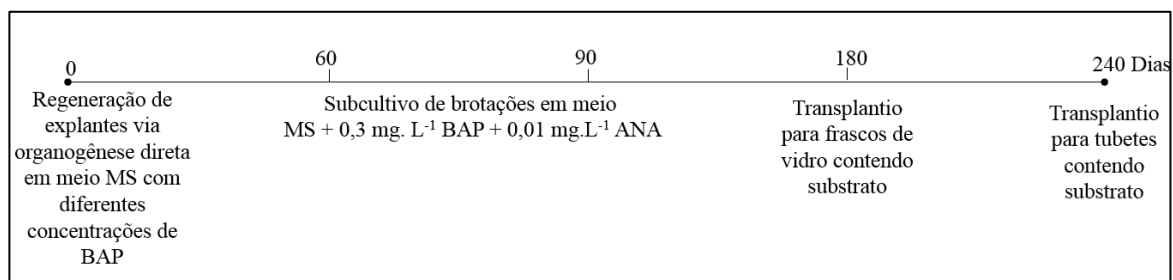 0
60
90
180
240 Dias
Regeneração de
explantes via
organogênese direta
em meio MS com
diferentes
concentrações de
BAP
Subcultivo de brotações em meio
MS + 0,3 mg. L⁻¹ BAP + 0,01 mg.L⁻¹ ANA
Transplantio
para frascos de
vidro contendo
substrato
Transplantio
para tubetes
contendo
substrato